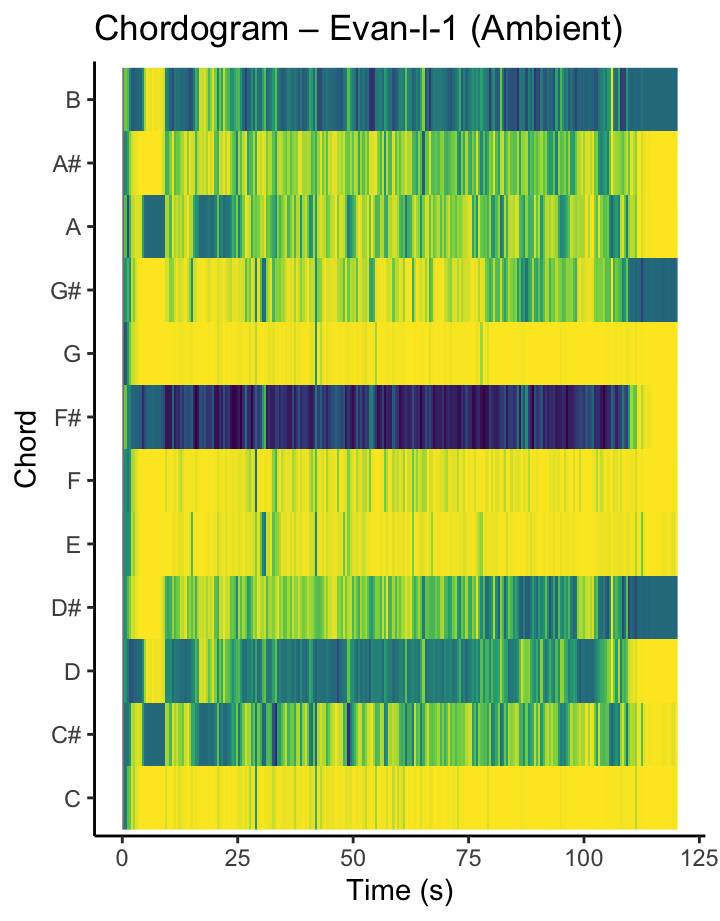 Chordogram – Evan-I-1 (Ambient)
B
A#
A
G#
G
F#
F
E
D#
D
C#
C
Chord
0 25 50 75 100 125
Time (s)